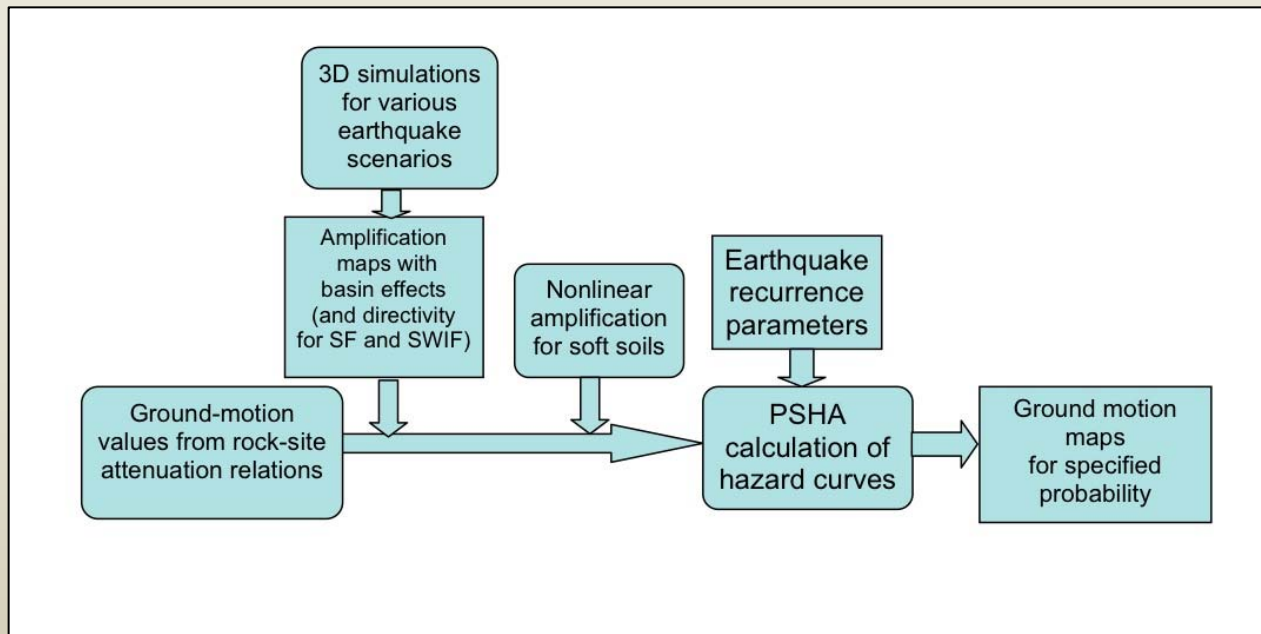 3D simulations
for various
earthquake
scenarios
Amplification
maps with
basin effects
(and directivity
for SF and SWIF)
Nonlinear
amplification
for soft soils
Earthquake
recurrence
parameters
Ground-motion
values from rock-site
attenuation relations
PSHA
calculation of
hazard curves
Ground motion
maps
for specified
probability